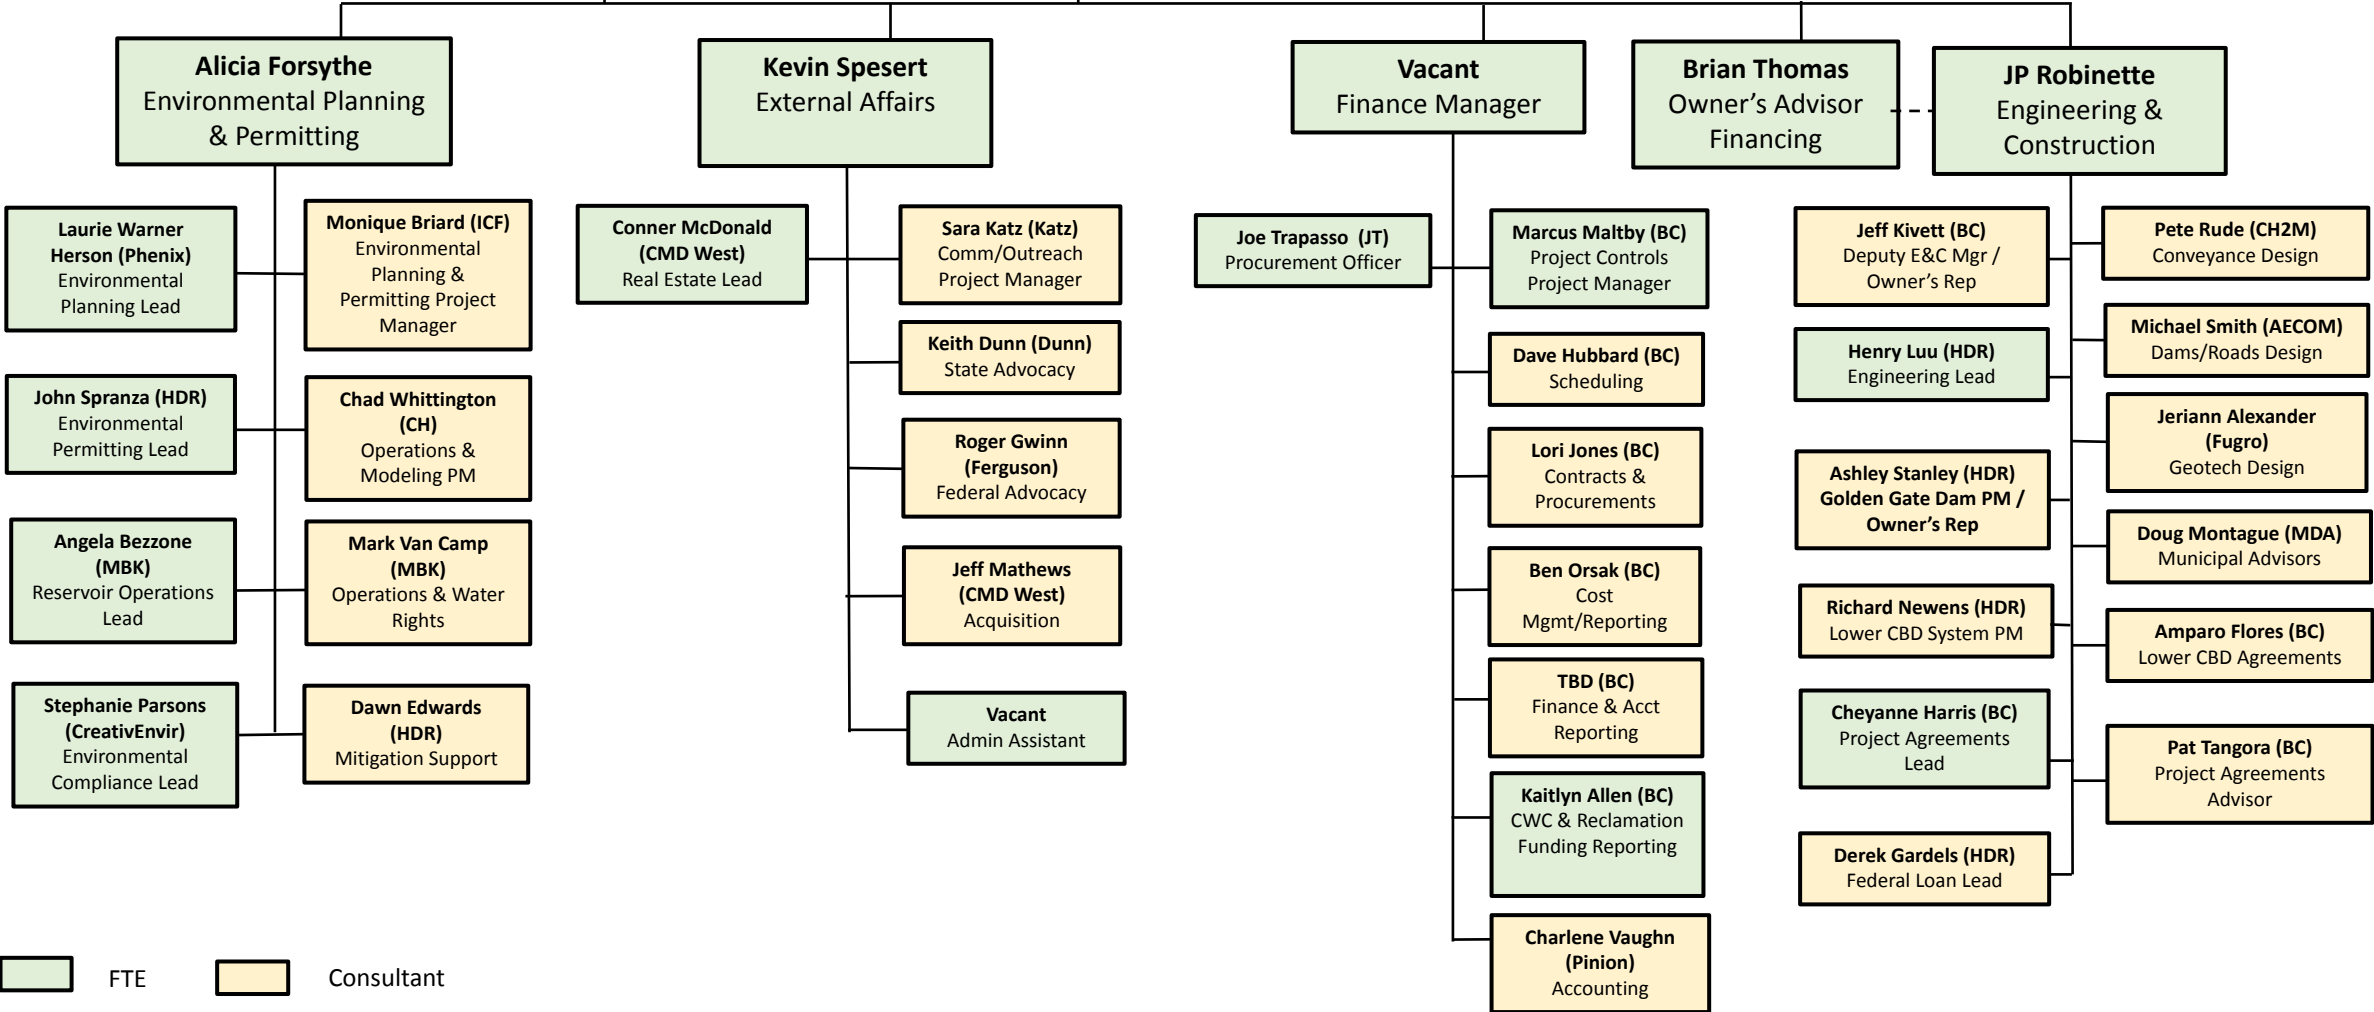 Alicia Forsythe
Environmental Planning
& Permitting
Kevin Spesert
External Affairs
Vacant
Finance Manager
Brian Thomas
Owner's Advisor
Financing
JP Robinette
Engineering &
Construction
Laurie Warner
Herson (Phenix)
Environmental
Planning Lead
Monique Briard (ICF)
Environmental
Planning &
Permitting Project
Manager
John Spranza (HDR)
Environmental
Permitting Lead
Chad Whittington
(CH)
Operations &
Modeling PM
Angela Bezzone
(MBK)
Reservoir Operations
Lead
Mark Van Camp
(MBK)
Operations & Water
Rights
Stephanie Parsons
(CreativEnvir)
Environmental
Compliance Lead
Dawn Edwards
(HDR)
Mitigation Support
Conner McDonald
(CMD West)
Real Estate Lead
Sara Katz (Katz)
Comm/Outreach
Project Manager
Keith Dunn (Dunn)
State Advocacy
Roger Gwinn
(Ferguson)
Federal Advocacy
Jeff Mathews
(CMD West)
Acquisition
Vacant
Admin Assistant
Joe Trapasso (JT)
Procurement Officer
Marcus Maltby (BC)
Project Controls
Project Manager
Dave Hubbard (BC)
Scheduling
Lori Jones (BC)
Contracts &
Procurements
Ben Orsak (BC)
Cost
Mgmt/Reporting
TBD (BC)
Finance & Acct
Reporting
Kaitlyn Allen (BC)
CWC & Reclamation
Funding Reporting
Charlene Vaughn
(Pinion)
Accounting
Jeff Kivett (BC)
Deputy E&C Mgr /
Owner's Rep
Henry Luu (HDR)
Engineering Lead
Ashley Stanley (HDR)
Golden Gate Dam PM /
Owner's Rep
Richard Newens (HDR)
Lower CBD System PM
Cheyanne Harris (BC)
Project Agreements
Lead
Derek Gardels (HDR)
Federal Loan Lead
Pete Rude (CH2M)
Conveyance Design
Michael Smith (AECOM)
Dams/Roads Design
Jeriann Alexander
(Fugro)
Geotech Design
Doug Montague (MDA)
Municipal Advisors
Amparo Flores (BC)
Lower CBD Agreements
Pat Tangora (BC)
Project Agreements
Advisor
FTE
Consultant